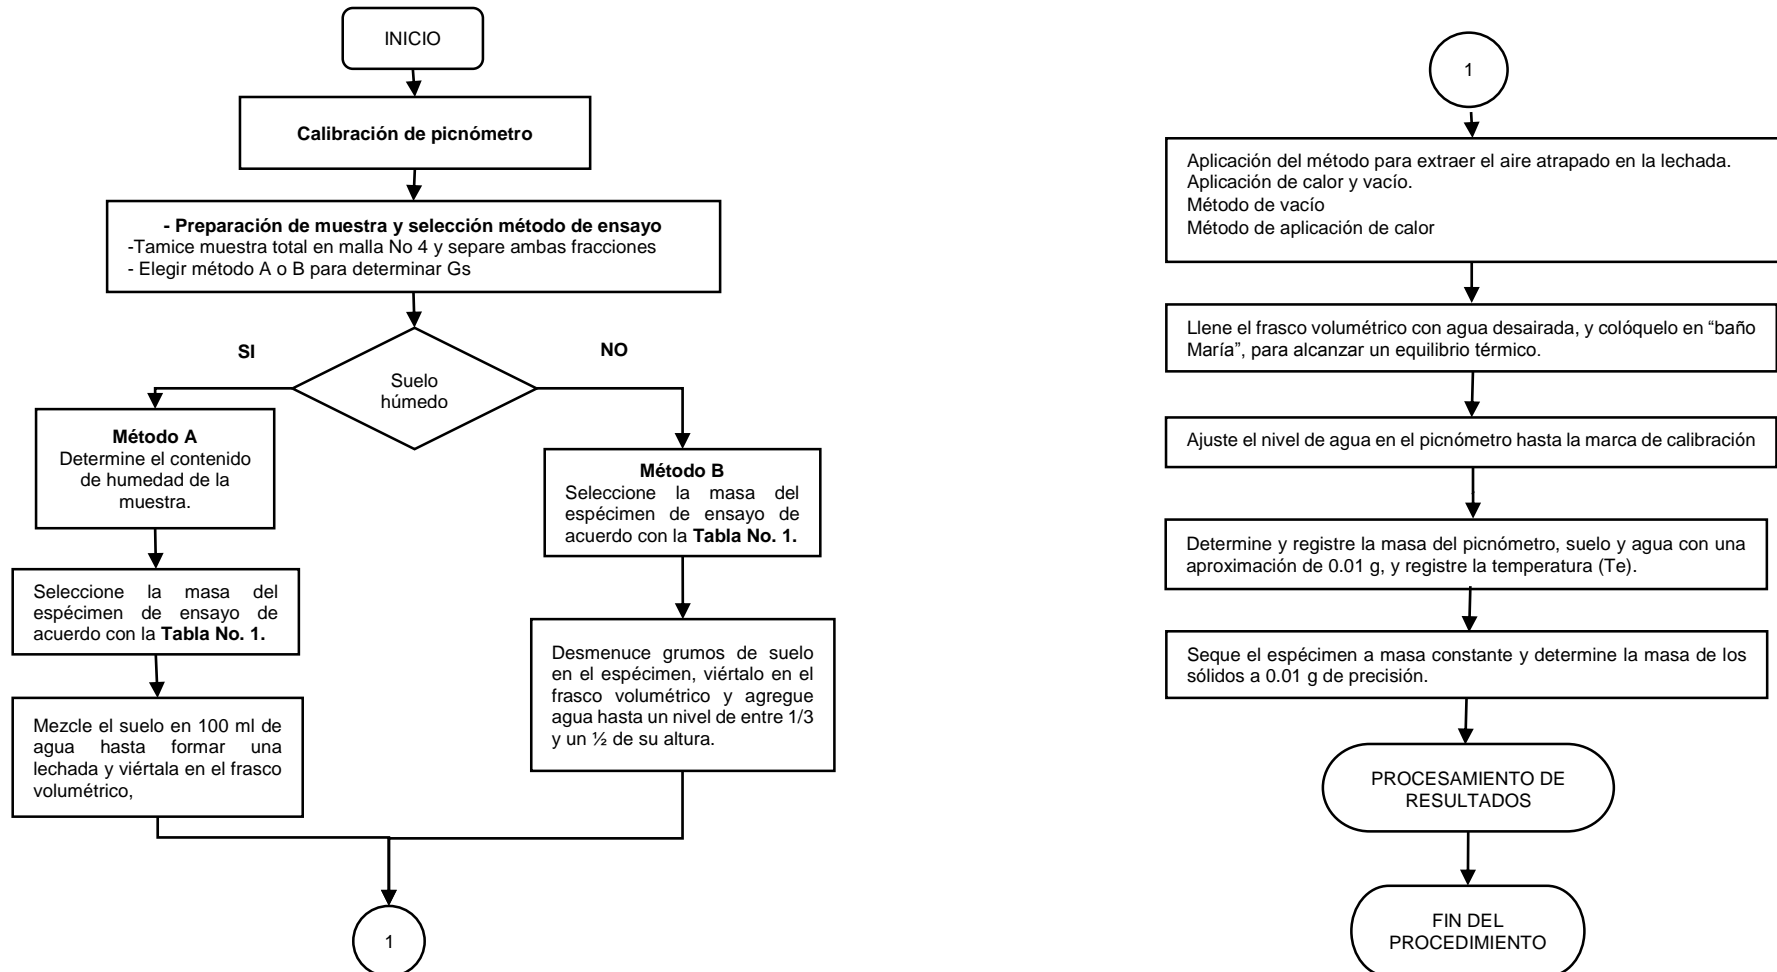 INICIO
Calibración de picnómetro
- Preparación de muestra y selección método de ensayo
-Tamice muestra total en malla No 4 y separe ambas fracciones
- Elegir método A o B para determinar Gs
SI
NO
Suelo
húmedo
Método A
Determine el contenido
de humedad de la
muestra.
Seleccione la masa del
espécimen de ensayo de
acuerdo con la Tabla No. 1.
Mezcle el suelo en 100 ml de
agua hasta formar una
lechada y viértala en el frasco
volumétrico,
Método B
Seleccione la masa del
espécimen de ensayo de
acuerdo con la Tabla No. 1.
Desmenuce grumos de suelo
en el espécimen, viértalo en el
frasco volumétrico y agregue
agua hasta un nivel de entre 1/3
y un ½ de su altura.
1
1
Aplicación del método para extraer el aire atrapado en la lechada.
Aplicación de calor y vacío.
Método de vacío
Método de aplicación de calor
Llene el frasco volumétrico con agua desairada, y colóquelo en “baño
María”, para alcanzar un equilibrio térmico.
Ajuste el nivel de agua en el picnómetro hasta la marca de calibración
Determine y registre la masa del picnómetro, suelo y agua con una
aproximación de 0.01 g, y registre la temperatura (Te).
Seque el espécimen a masa constante y determine la masa de los
sólidos a 0.01 g de precisión.
PROCESAMIENTO DE
RESULTADOS
FIN DEL
PROCEDIMIENTO